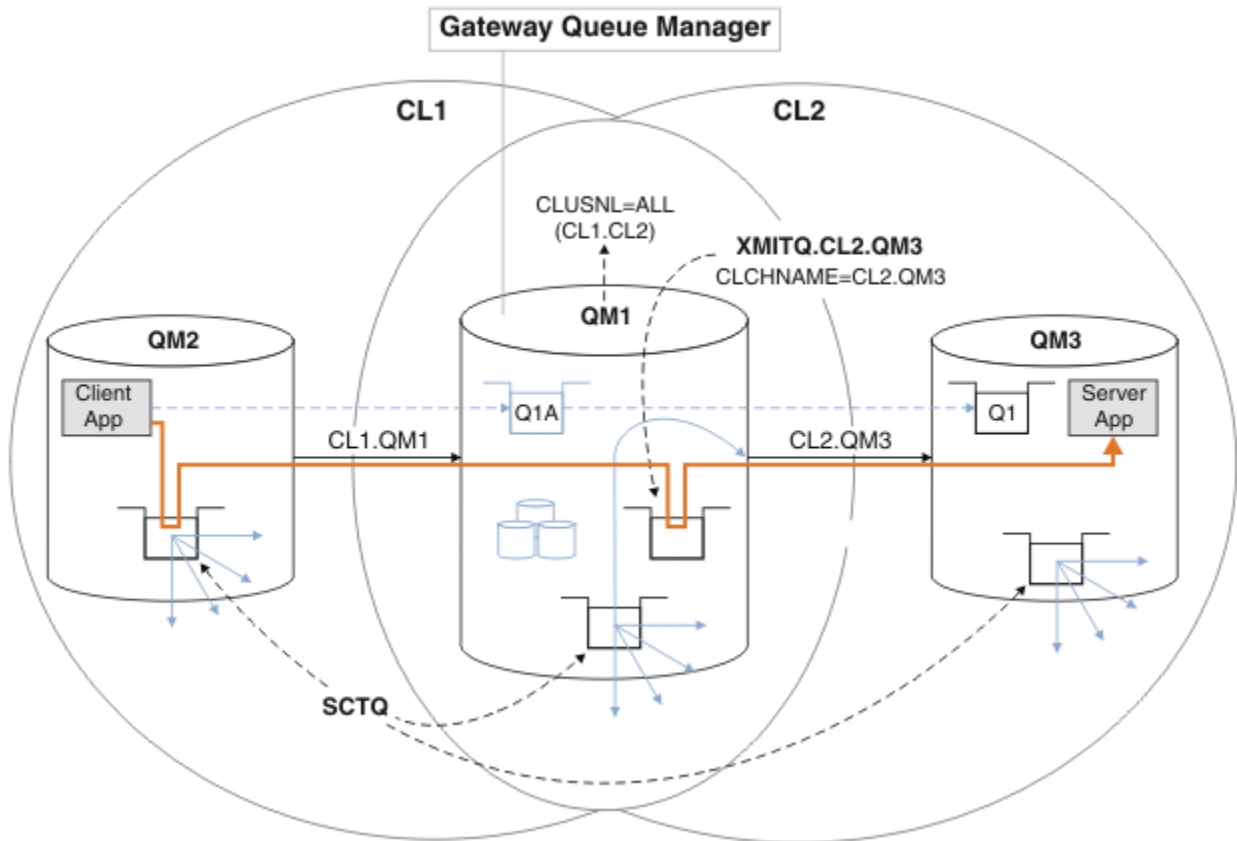 Gateway Queue Manager
CL1
CL2
CLUSNL=ALL
(CL1.CL2)
XMITQ.CL2.QM3
CLCHNAME=CL2.QM3
QM2
QM1
QM3
Client
App
Q1A
Q1
Server
App
CL1.QM1
CL2.QM3
SCTQ